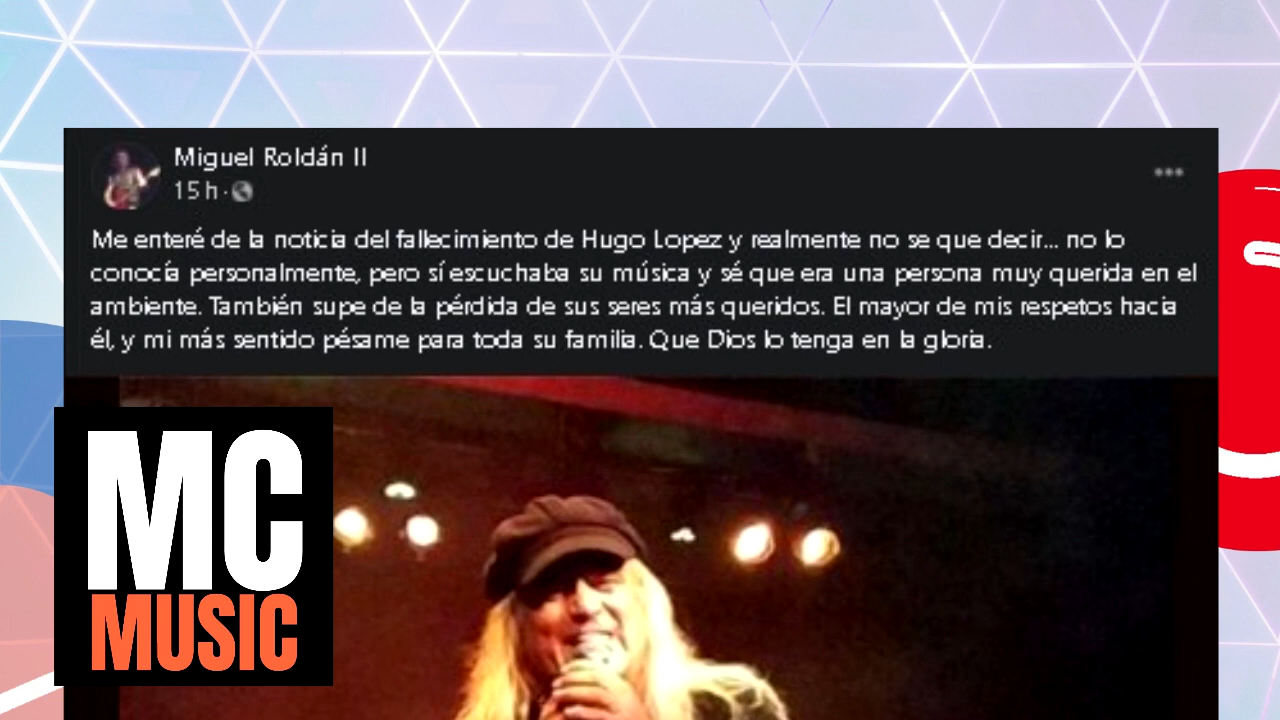 Miguel Roldán II
15 h ·
Me enteré de la noticia del fallecimiento de Hugo Lopez y realmente no se que decir... no lo
conocía personalmente, pero sí escuchaba su música y sé que era una persona muy querida en el
ambiente. También supe de la pérdida de sus seres más queridos. El mayor de mis respetos hacia
él, y mi más sentido pésame para toda su familia. Que Dios lo tenga en la gloria.
MC
MUSIC